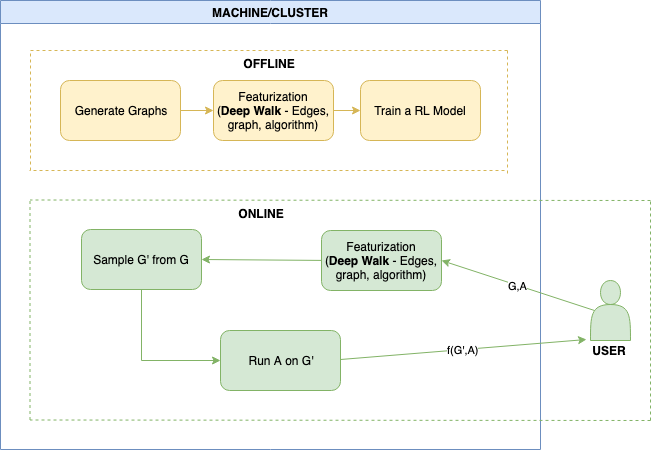 MACHINE/CLUSTER
OFFLINE
Generate Graphs
Featurization
(Deep Walk - Edges,
graph, algorithm)
Train a RL Model
ONLINE
Sample G' from G
Featurization
(Deep Walk - Edges,
graph, algorithm)
G,A
Run A on G'
f(G',A)
USER